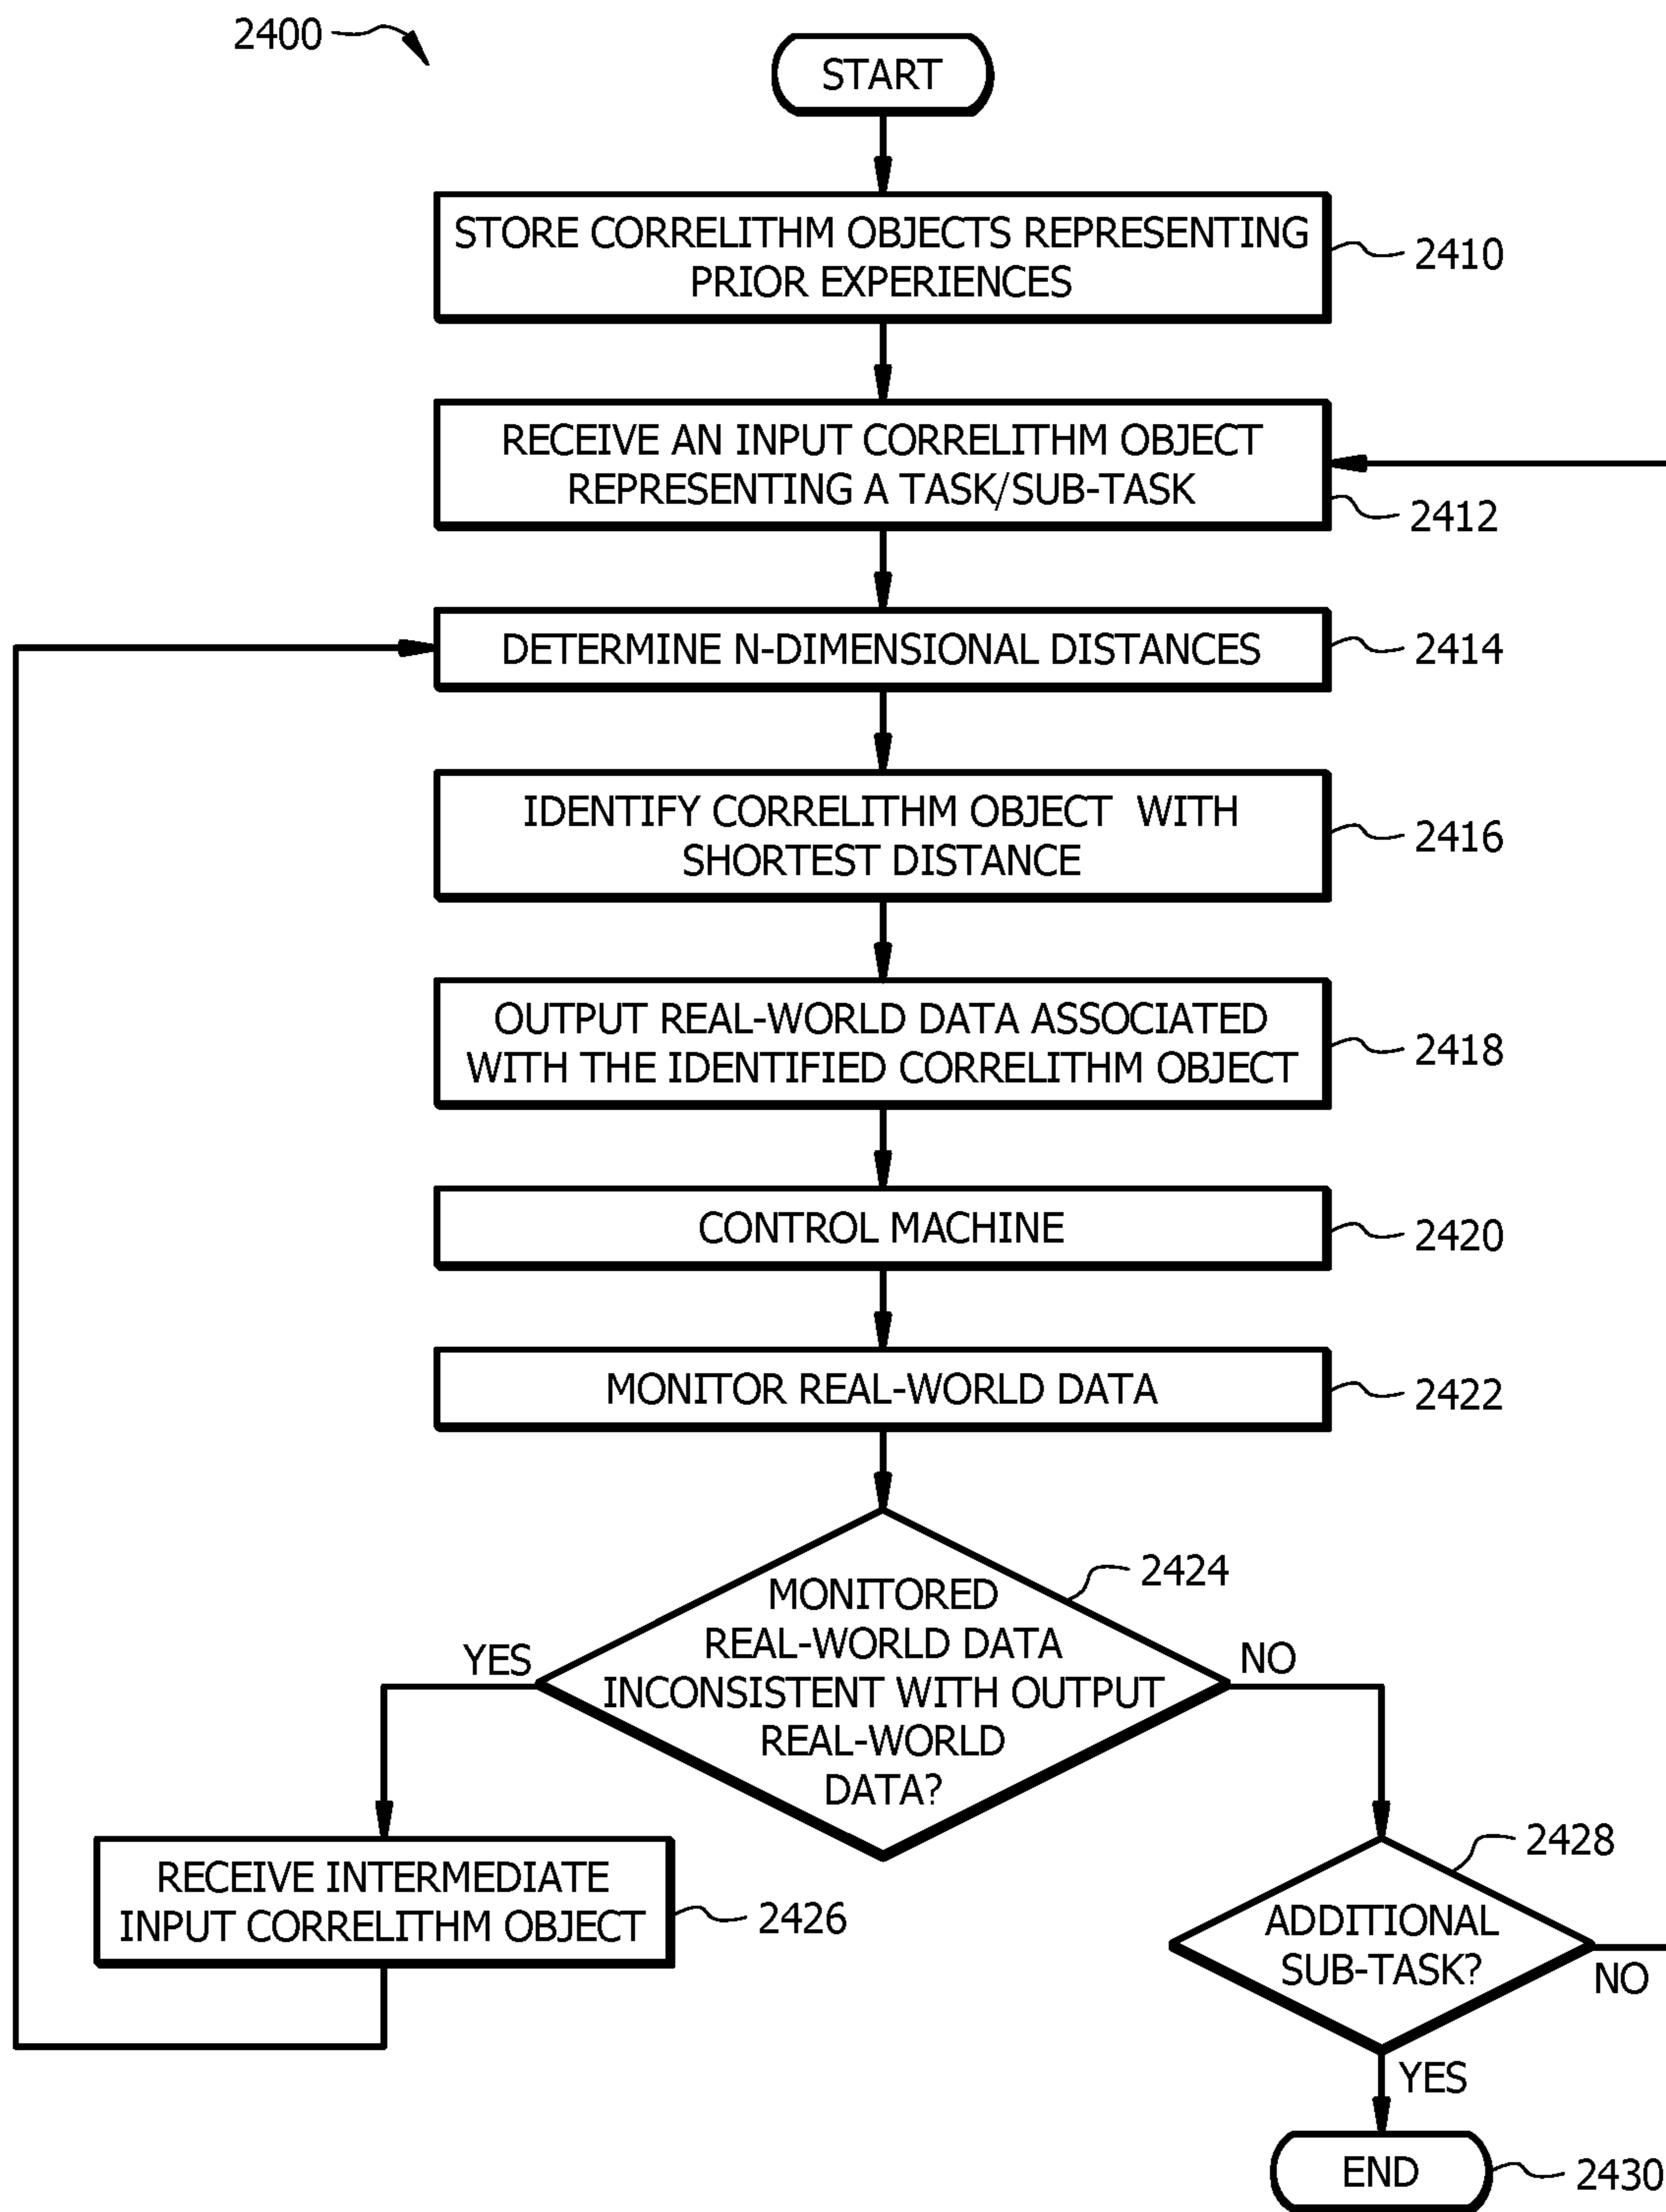 2400
START
STORE CORRELITHM OBJECTS REPRESENTING
PRIOR EXPERIENCES
2410
RECEIVE AN INPUT CORRELITHM OBJECT
REPRESENTING A TASK/SUB-TASK
2412
DETERMINE N-DIMENSIONAL DISTANCES
2414
IDENTIFY CORRELITHM OBJECT WITH
SHORTEST DISTANCE
2416
OUTPUT REAL-WORLD DATA ASSOCIATED
WITH THE IDENTIFIED CORRELITHM OBJECT
2418
CONTROL MACHINE
2420
MONITOR REAL-WORLD DATA
2422
MONITORED
REAL-WORLD DATA
INCONSISTENT WITH OUTPUT
REAL-WORLD
DATA?
2424
YES
NO
RECEIVE INTERMEDIATE
INPUT CORRELITHM OBJECT
2426
ADDITIONAL
SUB-TASK?
2428
NO
YES
END
2430